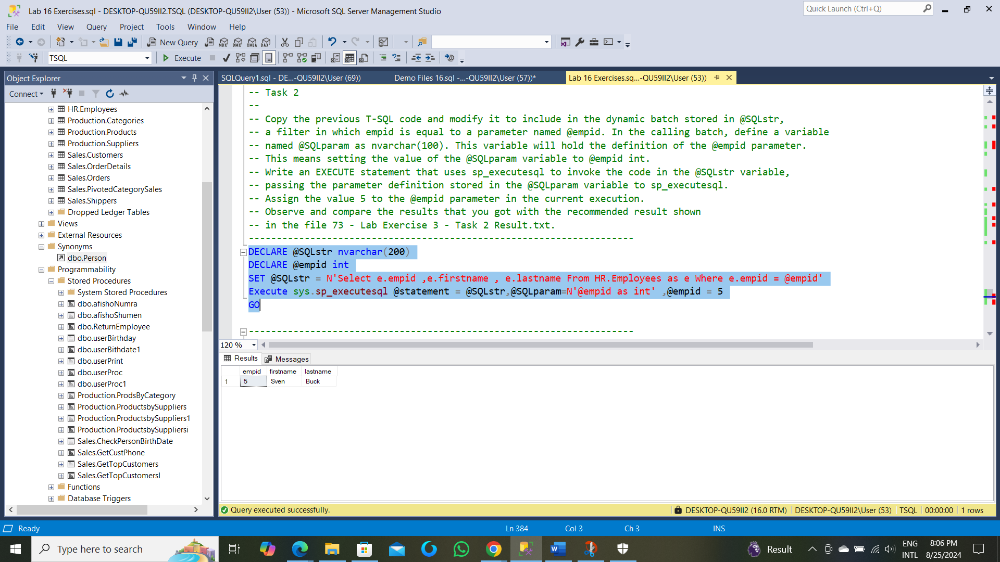 Lab 16 Exercises.sql - DESKTOP-QU59II2.TSQL (DESKTOP-QU59II2\User (53)) - Microsoft SQL Server Management Studio
Quick Launch (Ctrl+Q)
File Edit View Query Project Tools Window Help
New Query
MDX DMX XMLA DAX
TSQL
Execute
Object Explorer
Connect
HR.Employees
Production.Categories
Production.Products
Production.Suppliers
Sales.Customers
Sales.OrderDetails
Sales.Orders
Sales.PivotedCategorySales
Sales.Shippers
Dropped Ledger Tables
Views
External Resources
Synonyms
dbo.Person
Programmability
Stored Procedures
System Stored Procedures
dbo.afishoNumra
dbo.afishoShumën
dbo.ReturnEmployee
dbo.userBirthday
dbo.userBithdate1
dbo.userPrint
dbo.userProc
dbo.userProc1
Production.ProdsByCategory
Production.ProductsbySuppliers
Production.ProductsbySuppliers1
Production.ProductsbySuppliersi
Sales.CheckPersonBirthDate
Sales.GetCustPhone
Sales.GetTopCustomers
Sales.GetTopCustomersI
Functions
Database Triggers
SQLQuery1.sql - DE...-QU59II2\User (69))
Demo Files 16.sql -...-QU59II2\User (57))*
Lab 16 Exercises.sq...-QU59II2\User (53))
-- Task 2
--
-- Copy the previous T-SQL code and modify it to include in the dynamic batch stored in @SQLstr,
-- a filter in which empid is equal to a parameter named @empid. In the calling batch, define a variable
-- named @SQLparam as nvarchar(100). This variable will hold the definition of the @empid parameter.
-- This means setting the value of the @SQLparam variable to @empid int.
-- Write an EXECUTE statement that uses sp_executesql to invoke the code in the @SQLstr variable,
-- passing the parameter definition stored in the @SQLparam variable to sp_executesql.
-- Assign the value 5 to the @empid parameter in the current execution.
-- Observe and compare the results that you got with the recommended result shown
-- in the file 73 - Lab Exercise 3 - Task 2 Result.txt.
---------------------------------------------------------------------
DECLARE @SQLstr nvarchar(200)
DECLARE @empid int
SET @SQLstr = N'Select e.empid ,e.firstname , e.lastname From HR.Employees as e Where e.empid = @empid'
Execute sys.sp_executesql @statement = @SQLstr,@SQLparam=N'@empid as int' ,@empid = 5
GO
---------------------------------------------------------------------
120 %
Results Messages
empid firstname lastname
1 5 Sven Buck
Query executed successfully.
DESKTOP-QU59II2 (16.0 RTM) DESKTOP-QU59II2\User (53) TSQL 00:00:00 1 rows
Ready
Ln 384 Col 3 Ch 3 INS
Type here to search
Result
ENG
INTL
8:06 PM
8/25/2024